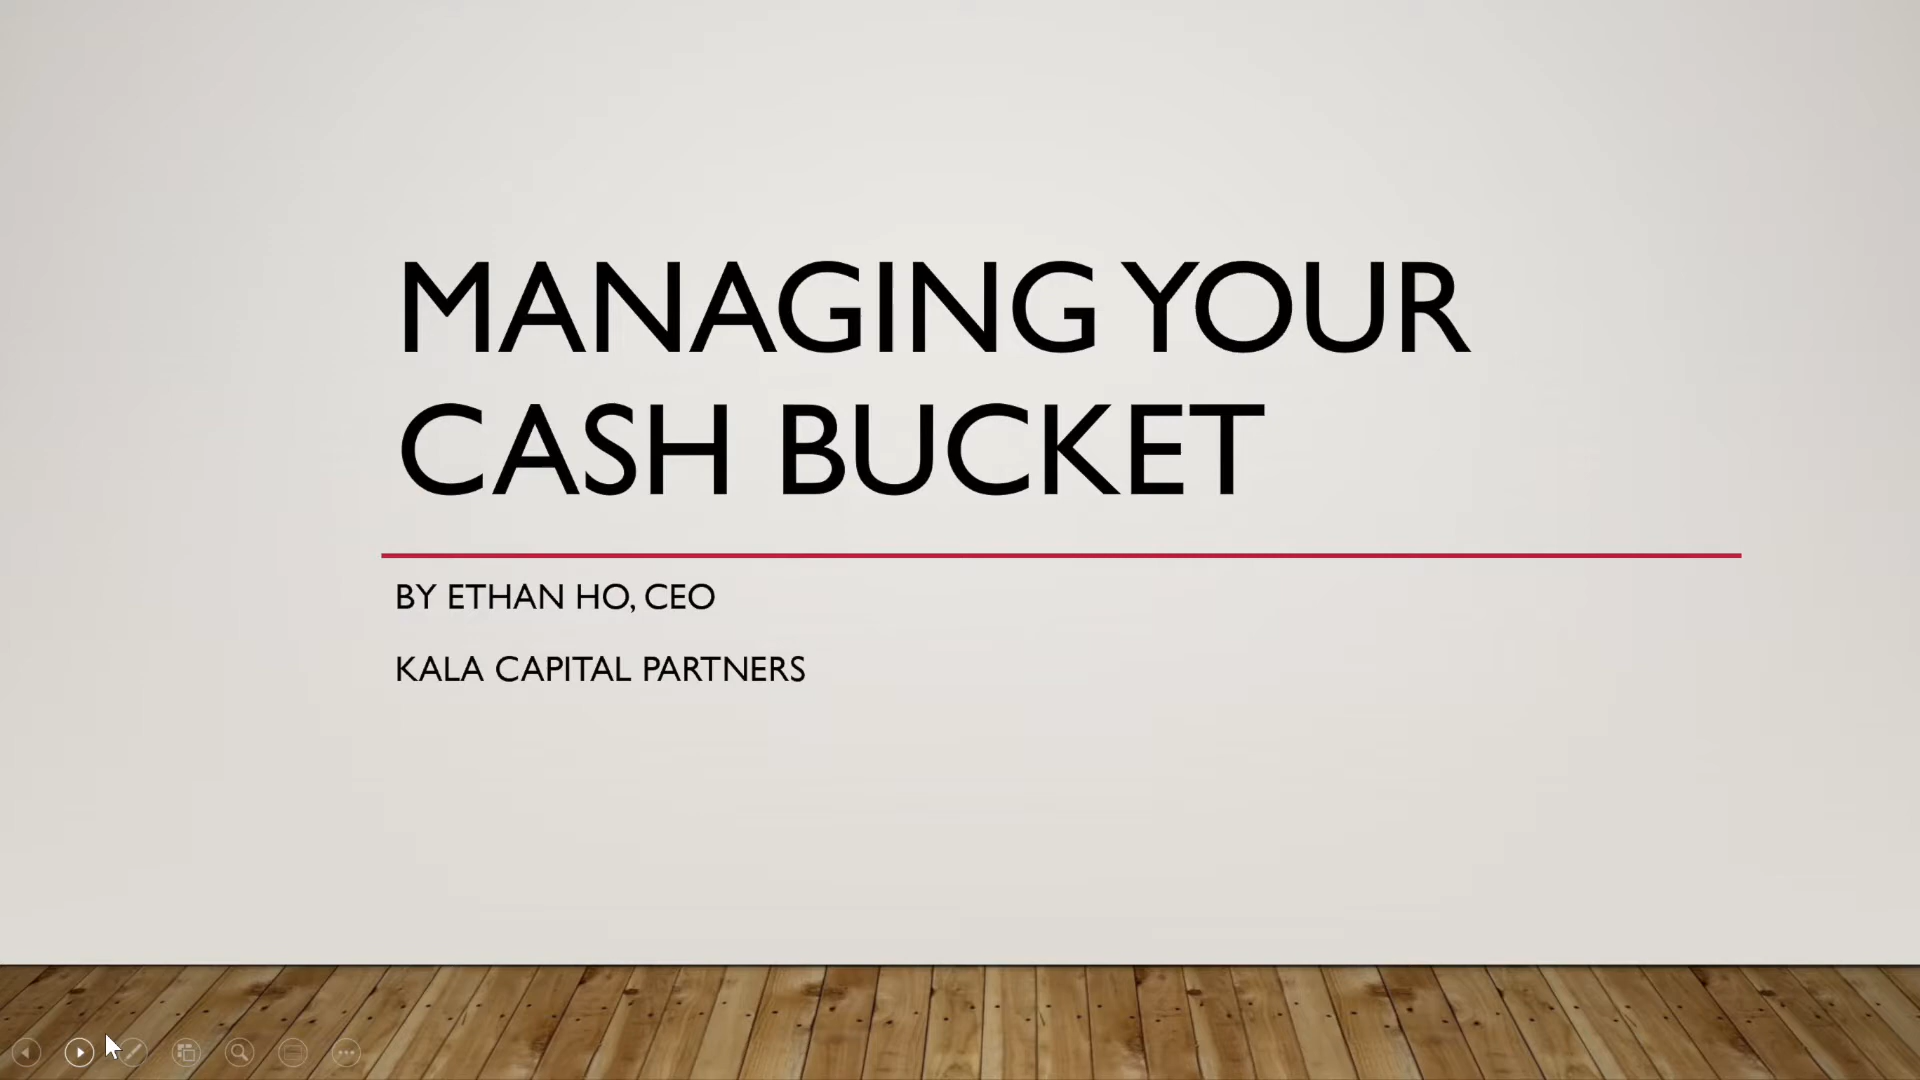 MANAGING YOUR
CASH BUCKET
BY ETHAN HO, CEO
KALA CAPITAL PARTNERS